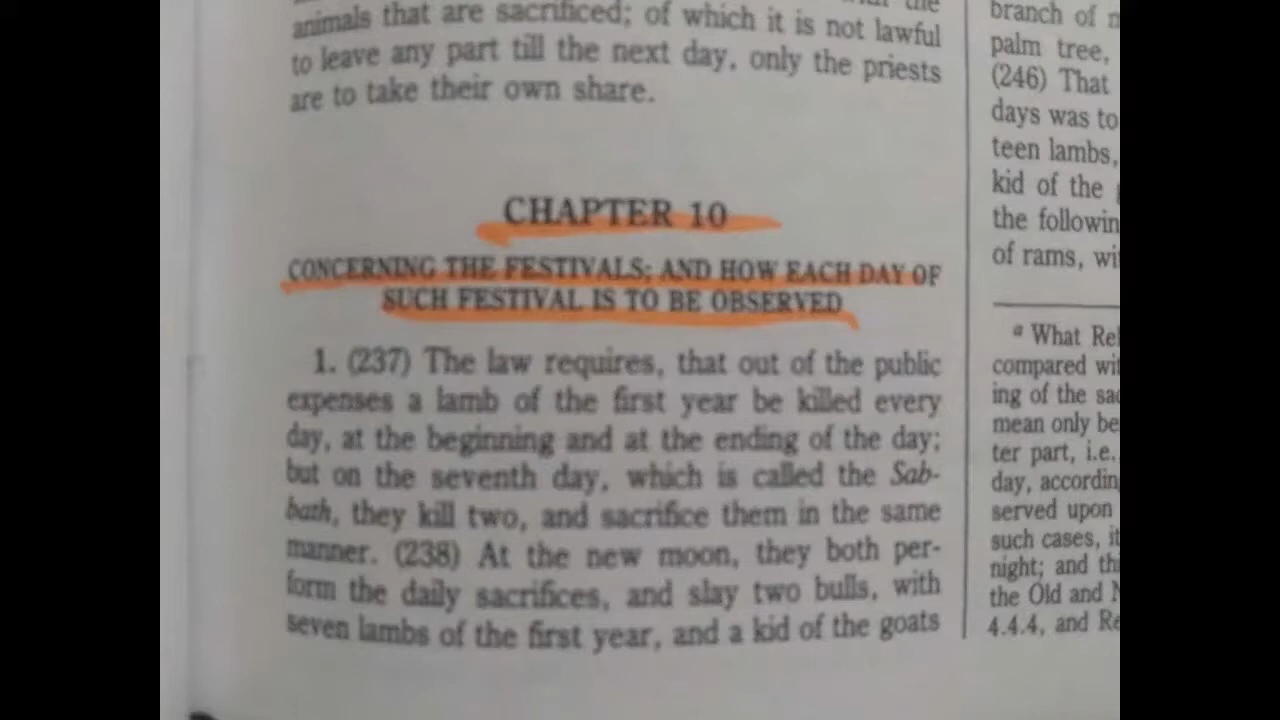 animals that are sacrificed; of which it is not lawful
to leave any part till the next day, only the priests
are to take their own share.
CHAPTER 10
CONCERNING THE FESTIVALS; AND HOW EACH DAY OF
SUCH FESTIVAL IS TO BE OBSERVED
1. (237) The law requires, that out of the public
expenses a lamb of the first year be killed every
day, at the beginning and at the ending of the day;
but on the seventh day, which is called the Sab-
bath, they kill two, and sacrifice them in the same
manner. (238) At the new moon, they both per-
form the daily sacrifices, and slay two bulls, with
seven lambs of the first year, and a kid of the goats
branch of
palm tree,
(246) That
days was to
teen lambs,
kid of the
the followin
of rams, wi
a What Rel
compared wit
ing of the sac
mean only be
ter part, i.e.
day, accordin
served upon
such cases, it
night; and thi
the Old and N
4.4.4, and Re